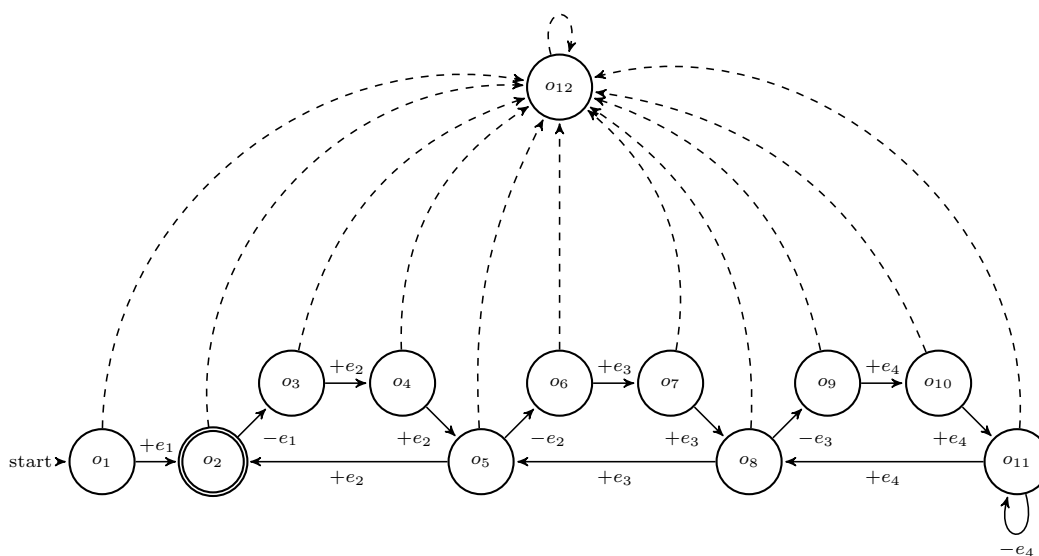 o₁₂
+e₂ +e₃ +e₄
o₃ o₄ o₆ o₇ o₉ o₁₀
+e₁ −e₁ +e₂ −e₂ +e₃ −e₃ +e₄
start o₁ o₂ o₅ o₈ o₁₁
+e₂ +e₃ +e₄
−e₄